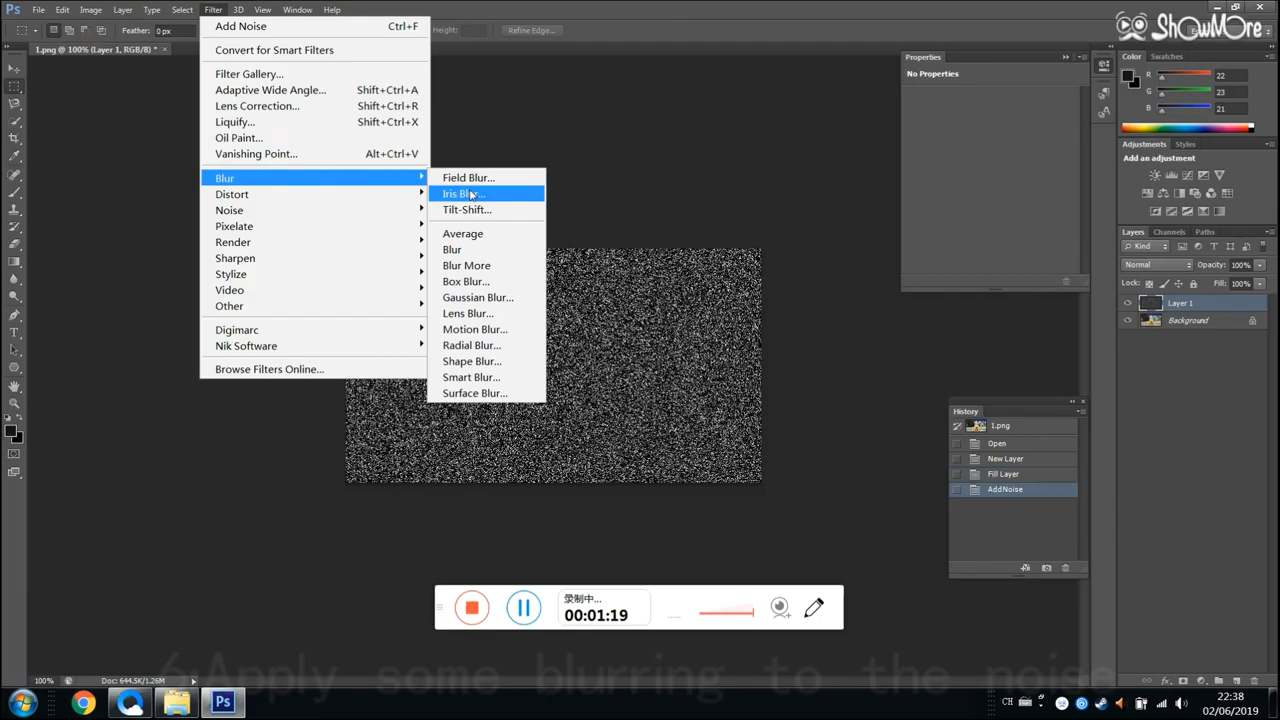 Ps File Edit Image Layer Type Select Filter 3D View Window Help
ShowMore
Feather: 0 px Height: Refine Edge...
1.png @ 100% (Layer 1, RGB/8) *
Add Noise Ctrl+F
Convert for Smart Filters
Filter Gallery...
Adaptive Wide Angle... Shift+Ctrl+A
Lens Correction... Shift+Ctrl+R
Liquify... Shift+Ctrl+X
Oil Paint...
Vanishing Point... Alt+Ctrl+V
Blur
Distort
Noise
Pixelate
Render
Sharpen
Stylize
Video
Other
Digimarc
Nik Software
Browse Filters Online...
Field Blur...
Iris Blur...
Tilt-Shift...
Average
Blur
Blur More
Box Blur...
Gaussian Blur...
Lens Blur...
Motion Blur...
Radial Blur...
Shape Blur...
Smart Blur...
Surface Blur...
Properties
No Properties
Color Swatches
R 22
G 23
B 21
Adjustments Styles
Add an adjustment
Layers Channels Paths
Kind
Normal Opacity: 100%
Lock: Fill: 100%
Layer 1
Background
History
1.png
Open
New Layer
Fill Layer
Add Noise
录制中...
00:01:19
6:Apply some blurring to the noise
100% Doc: 644.5K/1.26M
Ps
CH
22:38
02/06/2019